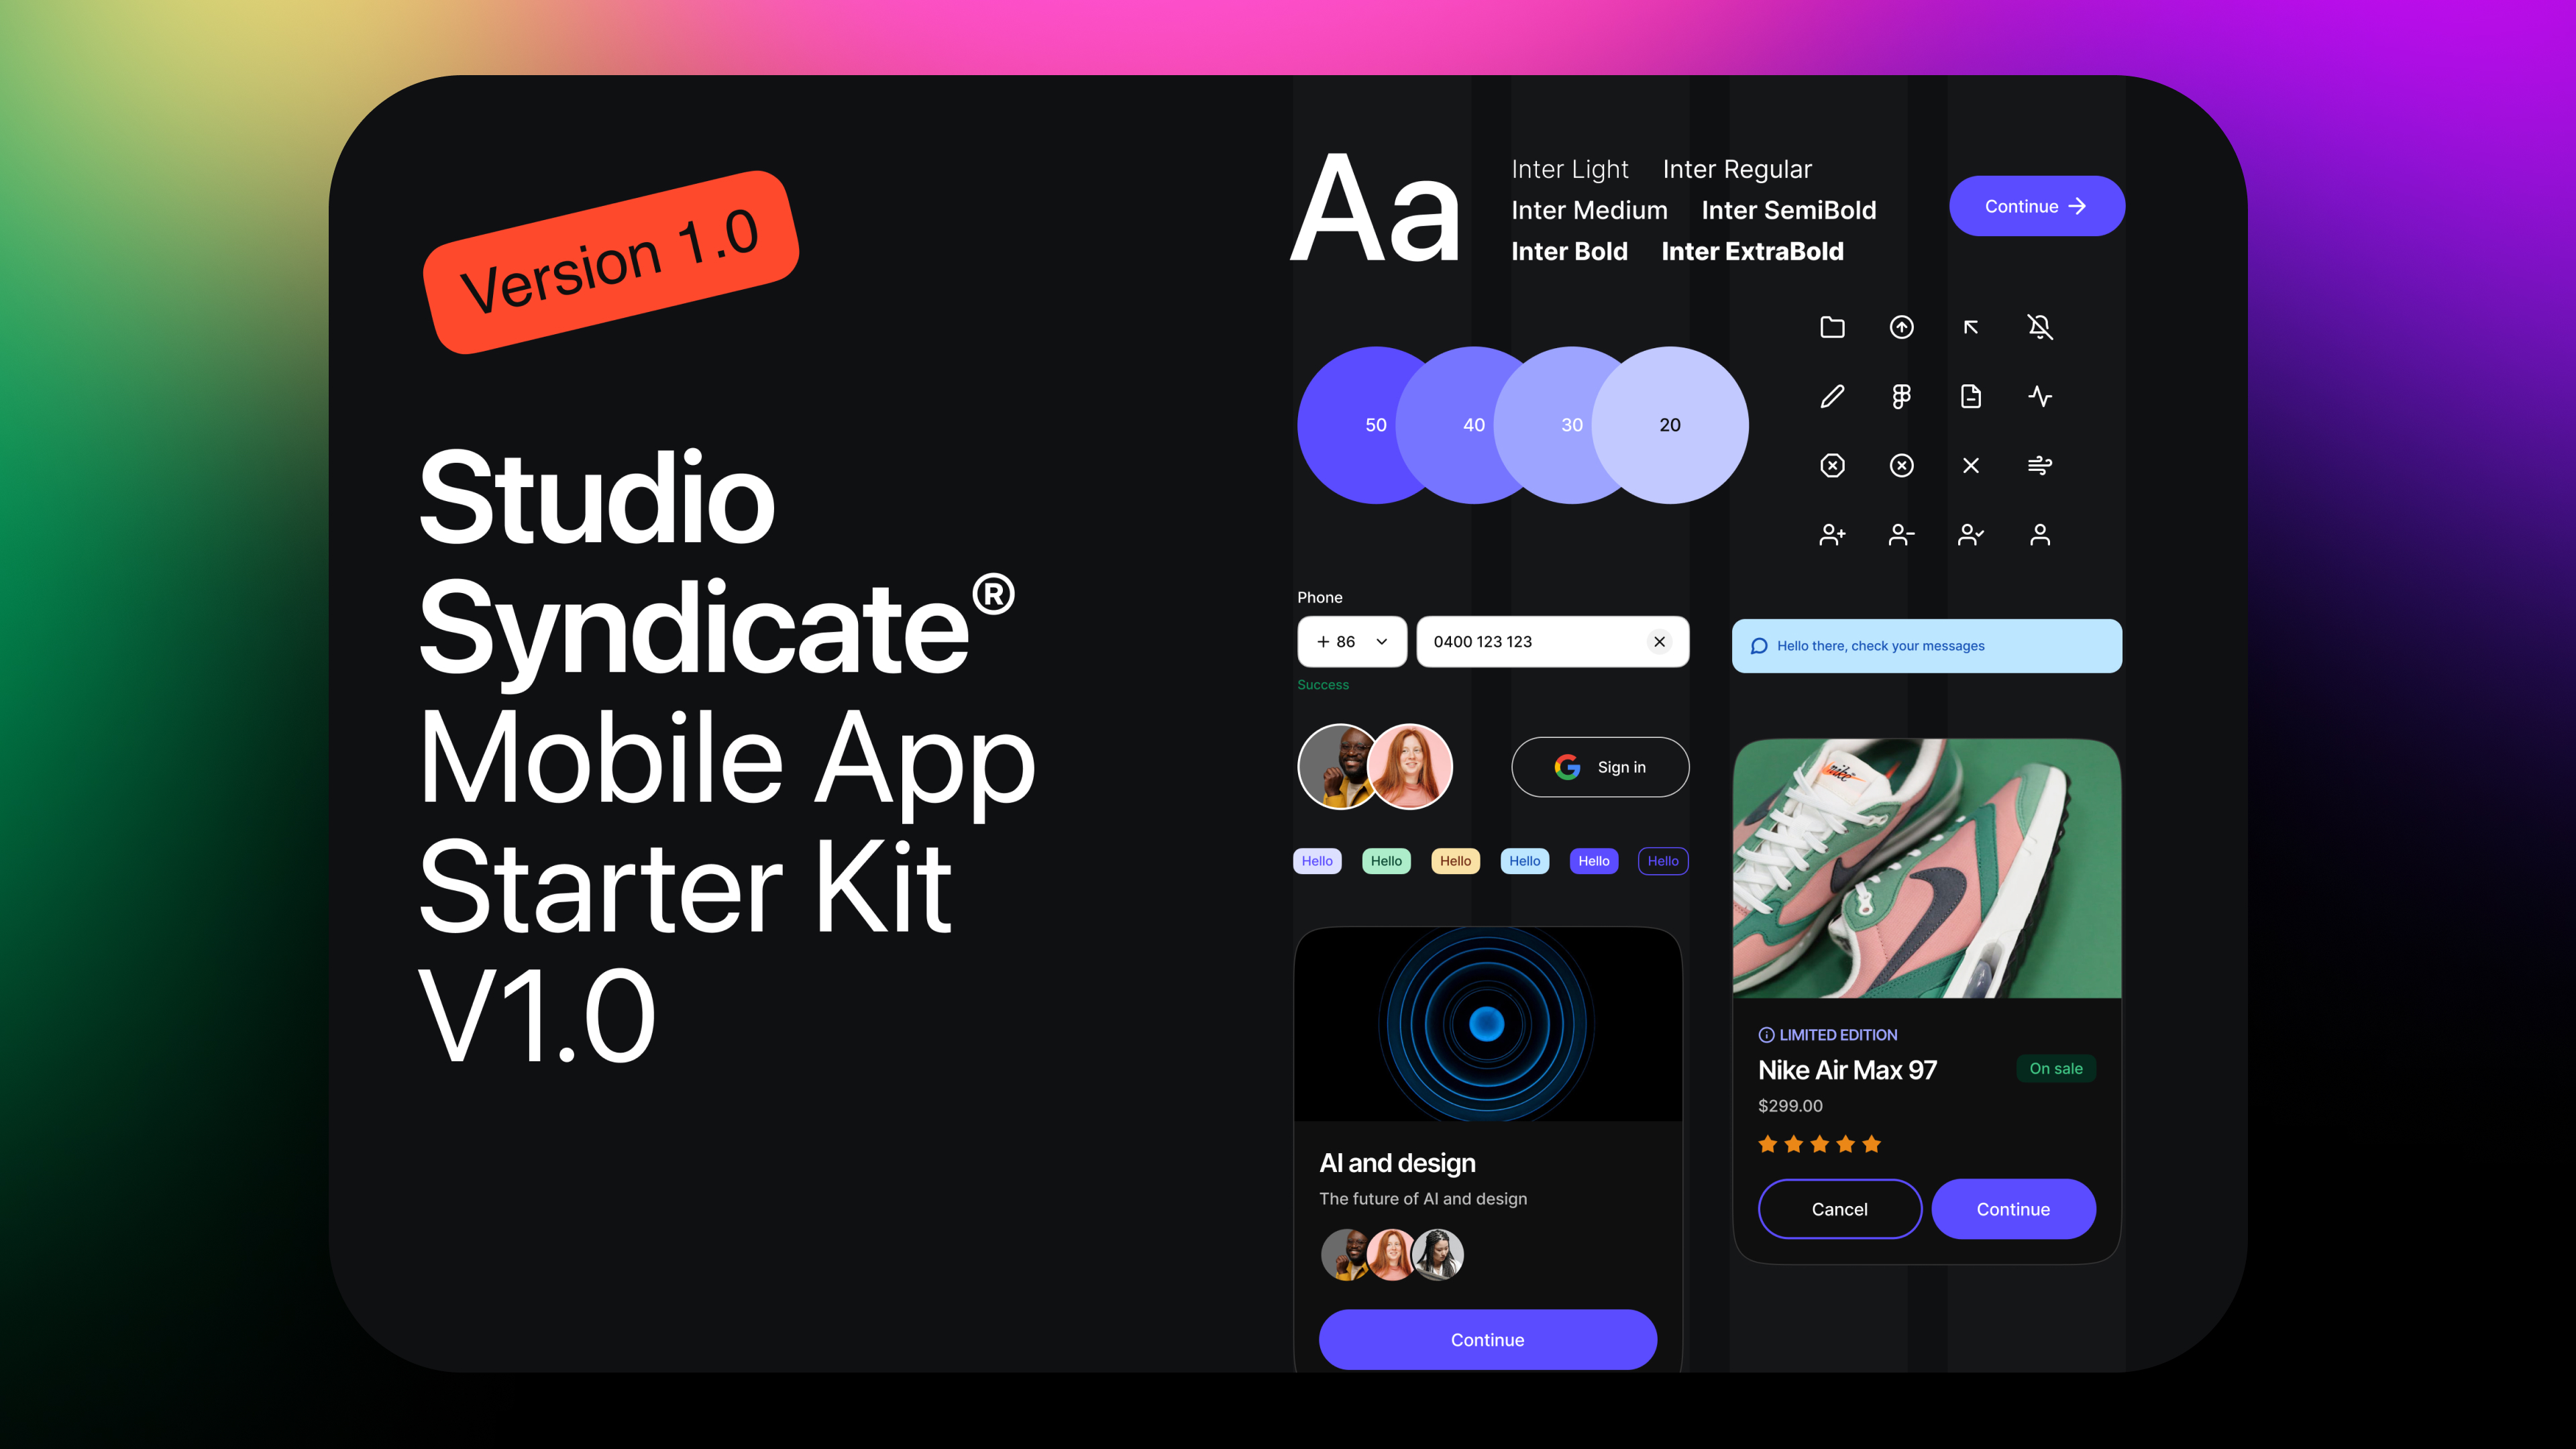 Version 1.0
Studio
Syndicate®
Mobile App
Starter Kit
V1.0
Aa
Inter Light Inter Regular
Inter Medium Inter SemiBold
Inter Bold Inter ExtraBold
Continue
50 40 30 20
Phone
+ 86
0400 123 123
Success
Hello there, check your messages
Sign in
Hello Hello Hello Hello Hello Hello
AI and design
The future of AI and design
Continue
Nike
LIMITED EDITION
Nike Air Max 97
On sale
$299.00
Cancel
Continue